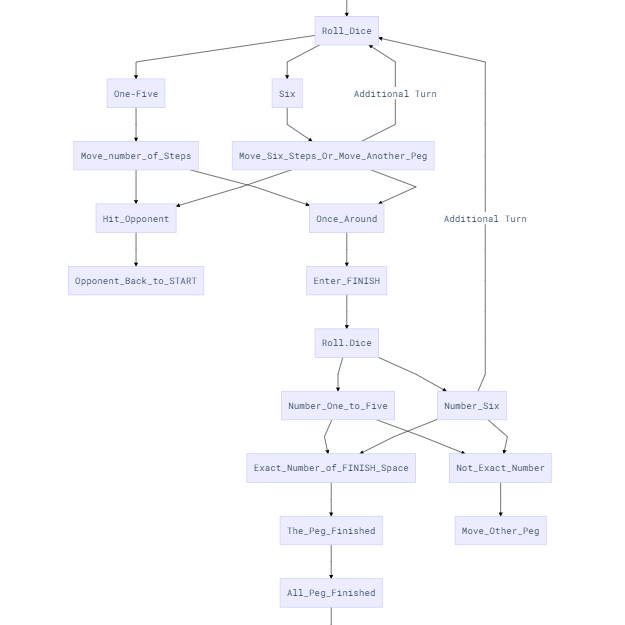 Roll_Dice
One-Five
Six
Additional Turn
Move_number_of_Steps
Move_Six_Steps_Or_Move_Another_Peg
Hit_Opponent
Once_Around
Additional Turn
Opponent_Back_to_START
Enter_FINISH
Roll.Dice
Number_One_to_Five
Number_Six
Exact_Number_of_FINISH_Space
Not_Exact_Number
The_Peg_Finished
Move_Other_Peg
All_Peg_Finished